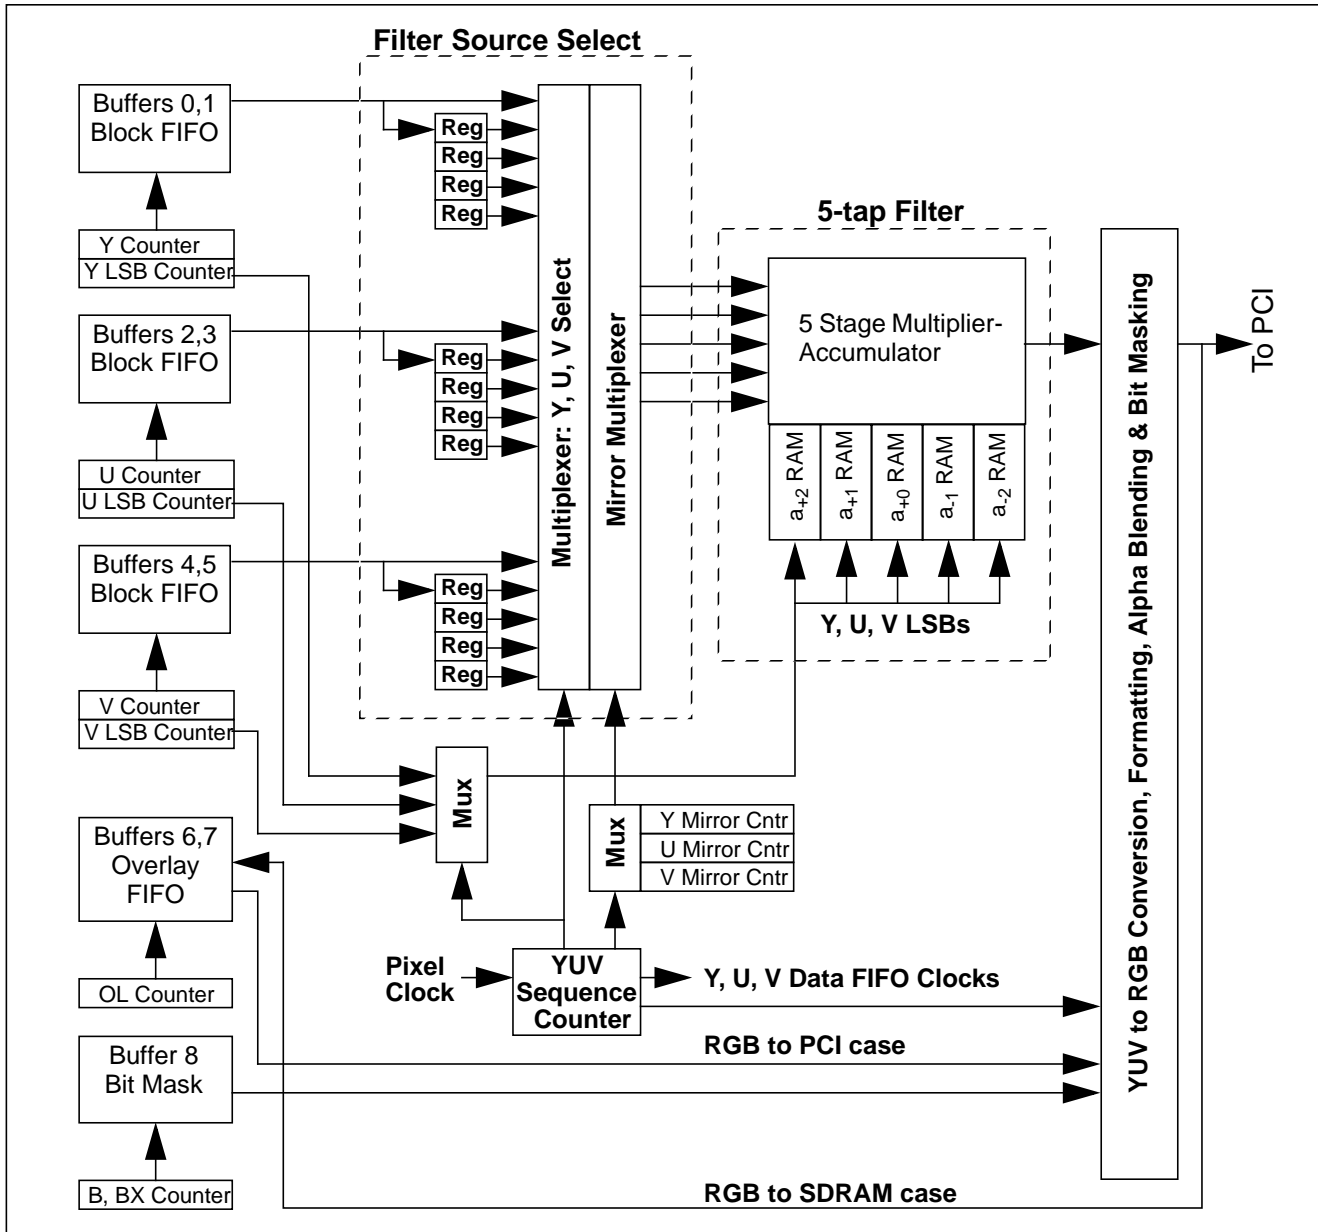 Filter Source Select
Buffers 0,1
Block FIFO
Reg
Reg
Reg
Reg
Y Counter
Y LSB Counter
Buffers 2,3
Block FIFO
Reg
Reg
Reg
Reg
U Counter
U LSB Counter
Buffers 4,5
Block FIFO
Reg
Reg
Reg
Reg
V Counter
V LSB Counter
Multiplexer: Y, U, V Select
Mirror Multiplexer
5-tap Filter
5 Stage Multiplier-
Accumulator
a+2 RAM
a+1 RAM
a+0 RAM
a-1 RAM
a-2 RAM
Y, U, V LSBs
YUV to RGB Conversion, Formatting, Alpha Blending & Bit Masking
To PCI
Mux
Mux
Y Mirror Cntr
U Mirror Cntr
V Mirror Cntr
Buffers 6,7
Overlay
FIFO
OL Counter
Pixel
Clock
YUV
Sequence
Counter
Y, U, V Data FIFO Clocks
RGB to PCI case
Buffer 8
Bit Mask
B, BX Counter
RGB to SDRAM case